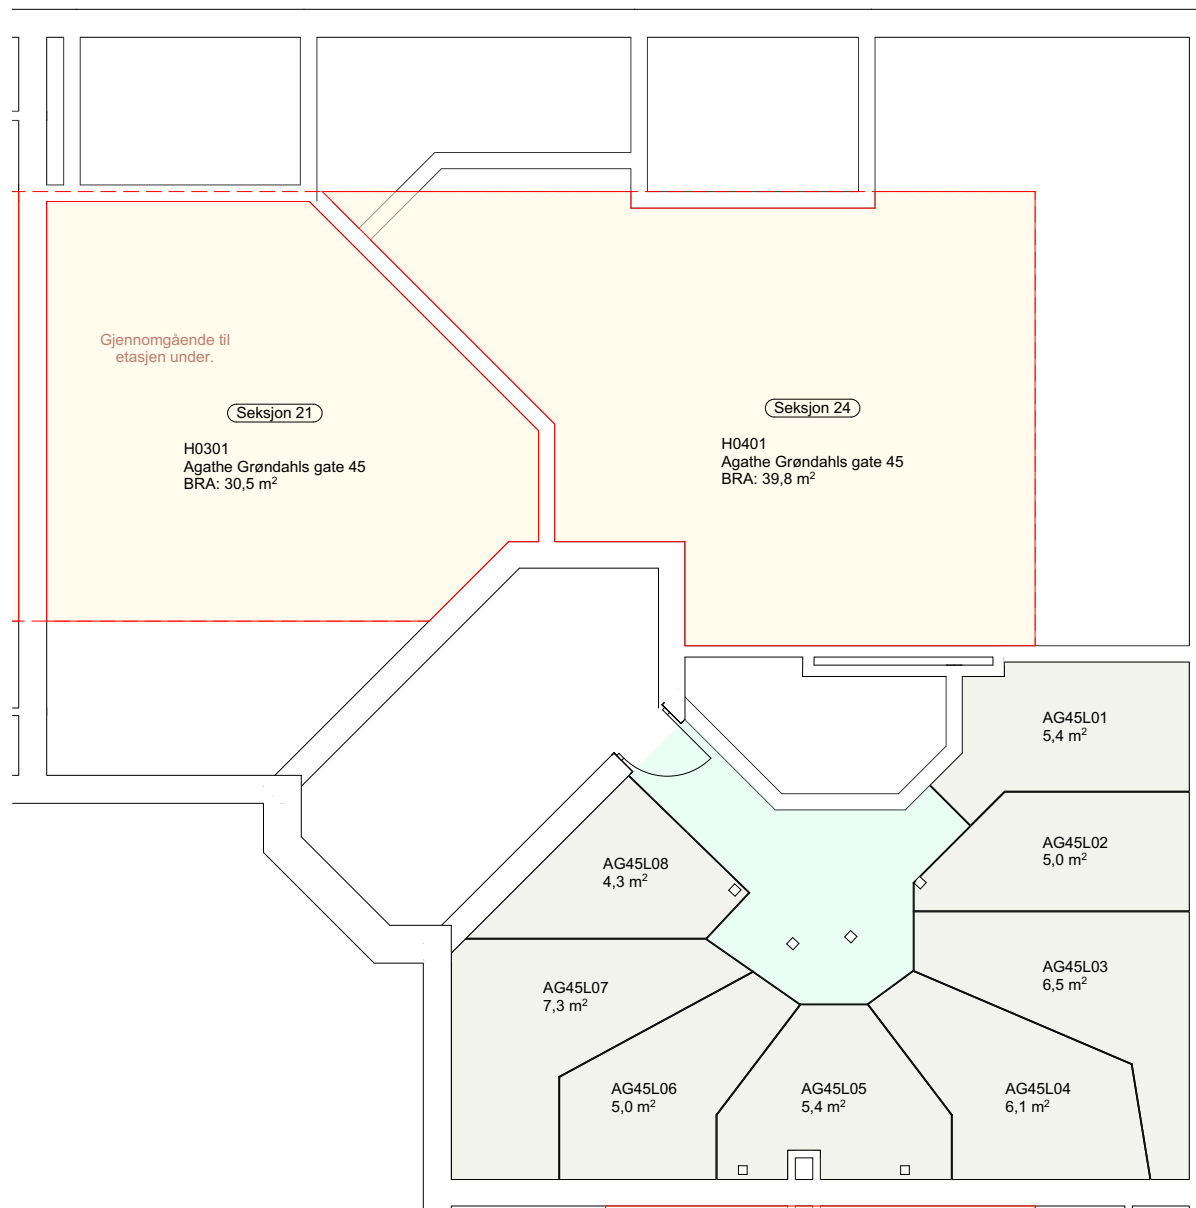 Gjennomgående til
etasjen under.
Seksjon 21
H0301
Agathe Grøndahls gate 45
BRA: 30,5 m²
Seksjon 24
H0401
Agathe Grøndahls gate 45
BRA: 39,8 m²
AG45L01
5,4 m²
AG45L02
5,0 m²
AG45L08
4,3 m²
AG45L03
6,5 m²
AG45L07
7,3 m²
AG45L06
5,0 m²
AG45L05
5,4 m²
AG45L04
6,1 m²